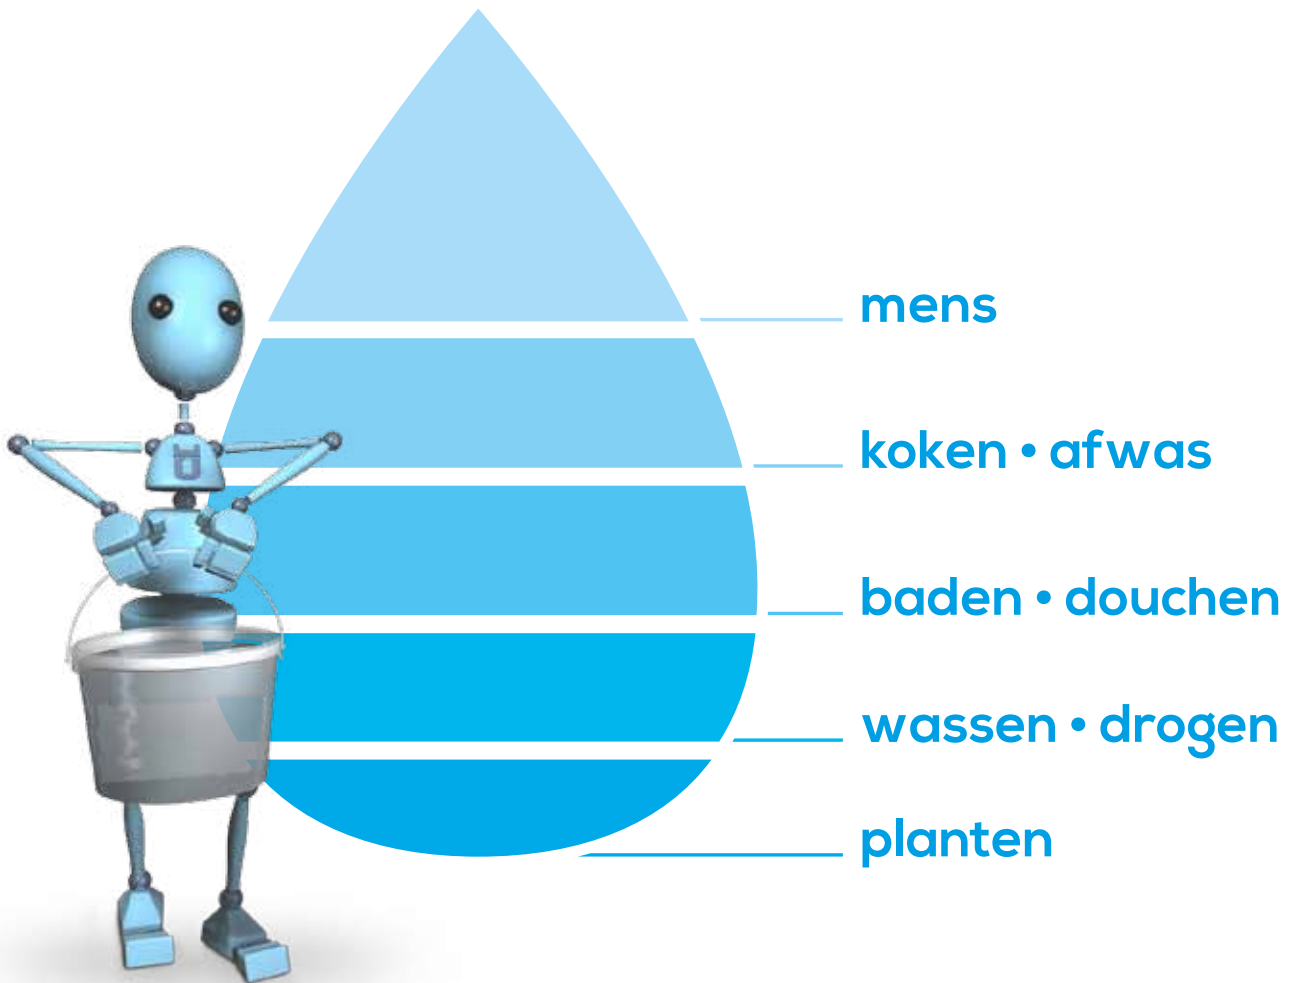 mens
koken • afwas
baden • douchen
wassen • drogen
planten